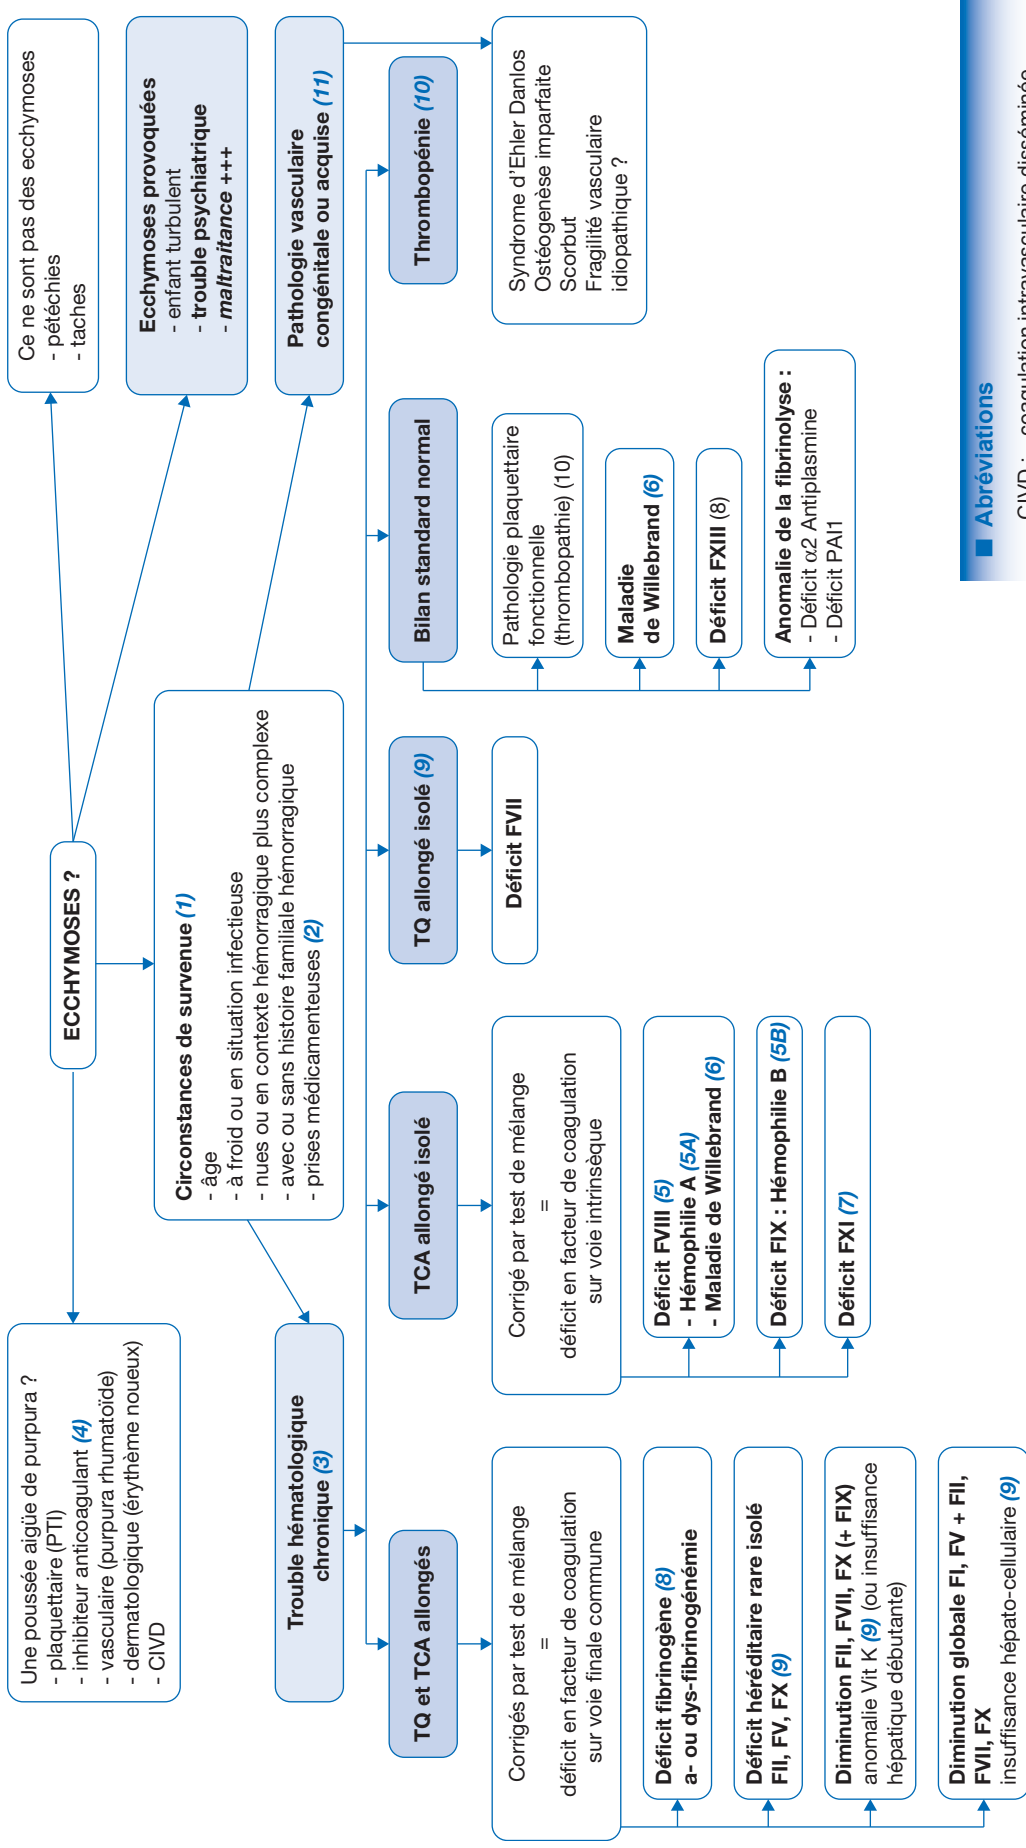 ECCHYMOSES ?
Une poussée aigüe de purpura ?
- plaquettaire (PTI)
- inhibiteur anticoagulant (4)
- vasculaire (purpura rhumatoïde)
- dermatologique (érythème noueux)
- CIVD
Ce ne sont pas des ecchymoses
- pétéchies
- taches
Circonstances de survenue (1)
- âge
- à froid ou en situation infectieuse
- nues ou en contexte hémorragique plus complexe
- avec ou sans histoire familiale hémorragique
- prises médicamenteuses (2)
Ecchymoses provoquées
- enfant turbulent
- trouble psychiatrique
- maltraitance +++
Trouble hématologique
chronique (3)
Pathologie vasculaire
congénitale ou acquise (11)
TQ et TCA allongés
TCA allongé isolé
TQ allongé isolé (9)
Bilan standard normal
Thrombopénie (10)
Corrigés par test de mélange
=
déficit en facteur de coagulation
sur voie finale commune
Déficit fibrinogène (8)
a- ou dys-fibrinogénémie
Déficit héréditaire rare isolé
FII, FV, FX (9)
Diminution FII, FVII, FX (+ FIX)
anomalie Vit K (9) (ou insuffisance
hépatique débutante)
Diminution globale FI, FV + FII,
FVII, FX
insuffisance hépato-cellulaire (9)
Corrigé par test de mélange
=
déficit en facteur de coagulation
sur voie intrinsèque
Déficit FVIII (5)
- Hémophilie A (5A)
- Maladie de Willebrand (6)
Déficit FIX : Hémophilie B (5B)
Déficit FXI (7)
Déficit FVII
Pathologie plaquettaire
fonctionnelle
(thrombopathie) (10)
Maladie
de Willebrand (6)
Déficit FXIII (8)
Anomalie de la fibrinolyse :
- Déficit α2 Antiplasmine
- Déficit PAI1
Syndrome d'Ehler Danlos
Ostéogenèse imparfaite
Scorbut
Fragilité vasculaire
idiopathique ?
■ Abréviations
CIVD : coagulation intravasculaire disséminée